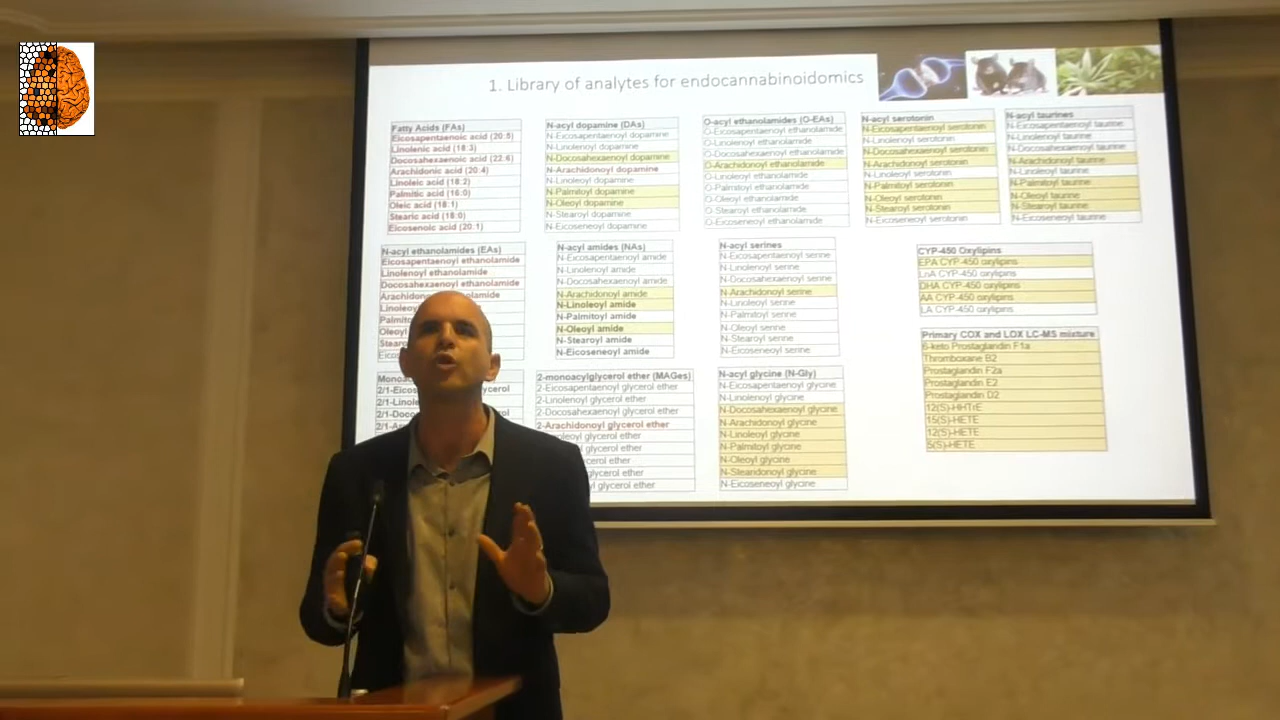 1. Library of analytes for endocannabinoidomics
Fatty Acids (FAs)
Eicosapentaenoic acid (20:5)
Linolenic acid (18:3)
Docosahexaenoic acid (22:6)
Arachidonic acid (20:4)
Linoleic acid (18:2)
Palmitic acid (16:0)
Oleic acid (18:1)
Stearic acid (18:0)
Eicosenoic acid (20:1)
N-acyl dopamine (DAs)
N-Eicosapentaenoyl dopamine
N-Linolenoyl dopamine
N-Docosahexaenoyl dopamine
N-Arachidonoyl dopamine
N-Linoleoyl dopamine
N-Palmitoyl dopamine
N-Oleoyl dopamine
N-Stearoyl dopamine
N-Eicosenoyl dopamine
O-acyl ethanolamides (O-EAs)
O-Eicosapentaenoyl ethanolamide
O-Linolenoyl ethanolamide
O-Docosahexaenoyl ethanolamide
O-Arachidonoyl ethanolamide
O-Linoleoyl ethanolamide
O-Palmitoyl ethanolamide
O-Oleoyl ethanolamide
O-Stearoyl ethanolamide
O-Eicosenoyl ethanolamide
N-acyl serotonin
N-Eicosapentaenoyl serotonin
N-Linolenoyl serotonin
N-Docosahexaenoyl serotonin
N-Arachidonoyl serotonin
N-Linoleoyl serotonin
N-Palmitoyl serotonin
N-Oleoyl serotonin
N-Stearoyl serotonin
N-Eicosenoyl serotonin
N-acyl taurines
N-Eicosapentaenoyl taurine
N-Linolenoyl taurine
N-Docosahexaenoyl taurine
N-Arachidonoyl taurine
N-Linoleoyl taurine
N-Palmitoyl taurine
N-Oleoyl taurine
N-Stearoyl taurine
N-Eicosenoyl taurine
N-acyl ethanolamides (EAs)
Eicosapentaenoyl ethanolamide
Linolenoyl ethanolamide
Docosahexaenoyl ethanolamide
N-acyl amides (NAs)
N-Eicosapentaenoyl amide
N-Linolenoyl amide
N-Docosahexaenoyl amide
N-Arachidonoyl amide
N-Linoleoyl amide
N-Palmitoyl amide
N-Oleoyl amide
N-Stearoyl amide
N-Eicosenoyl amide
N-acyl serines
N-Eicosapentaenoyl serine
N-Linolenoyl serine
N-Docosahexaenoyl serine
N-Arachidonoyl serine
N-Linoleoyl serine
N-Palmitoyl serine
N-Oleoyl serine
N-Stearoyl serine
N-Eicosenoyl serine
CYP-450 Oxylipins
EPA CYP-450 oxylipins
LnA CYP-450 oxylipins
DHA CYP-450 oxylipins
AA CYP-450 oxylipins
LA CYP-450 oxylipins
Primary COX and LOX LC-MS mixture
6-keto Prostaglandin F1a
Thromboxane B2
Prostaglandin F2a
Prostaglandin E2
Prostaglandin D2
12(S)-HHTrE
15(S)-HETE
12(S)-HETE
5(S)-HETE
2-monoacylglycerol ether (MAGes)
2-Eicosapentaenoyl glycerol ether
2-Linolenoyl glycerol ether
2-Docosahexaenoyl glycerol ether
2-Arachidonoyl glycerol ether
glycerol ether
glycerol ether
glycerol ether
N-acyl glycine (N-Gly)
N-Eicosapentaenoyl glycine
N-Linolenoyl glycine
N-Docosahexaenoyl glycine
N-Arachidonoyl glycine
N-Linoleoyl glycine
N-Palmitoyl glycine
N-Oleoyl glycine
N-Stearidonoyl glycine
N-Eicosenoyl glycine